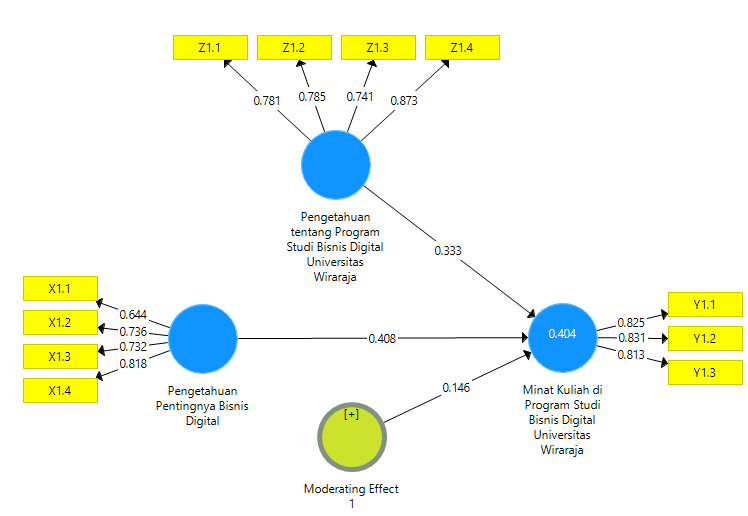 Z1.1
Z1.2
Z1.3
Z1.4
0.781
0.785
0.741
0.873
Pengetahuan
tentang Program
Studi Bisnis Digital
Universitas
Wiraraja
0.333
X1.1
X1.2
X1.3
X1.4
0.644
0.736
0.732
0.818
Pengetahuan
Pentingnya Bisnis
Digital
0.408
0.404
0.825
0.831
0.813
Y1.1
Y1.2
Y1.3
Minat Kuliah di
Program Studi
Bisnis Digital
Universitas
Wiraraja
0.146
[+]
Moderating Effect
1